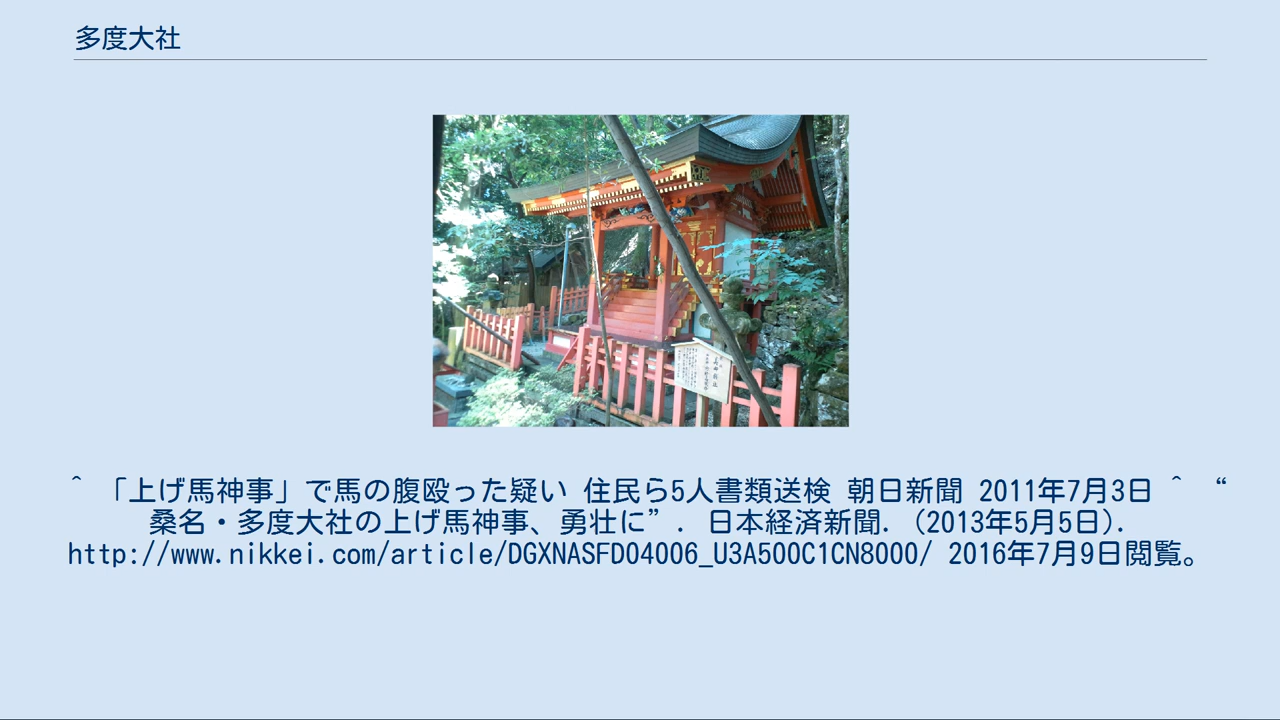 多度大社
^ 「上げ馬神事」で馬の腹殴った疑い 住民ら5人書類送検 朝日新聞 2011年7月3日 ^ “
桑名・多度大社の上げ馬神事、勇壮に”. 日本経済新聞. (2013年5月5日).
http://www.nikkei.com/article/DGXNASFD04006_U3A500C1CN8000/ 2016年7月9日閲覧。